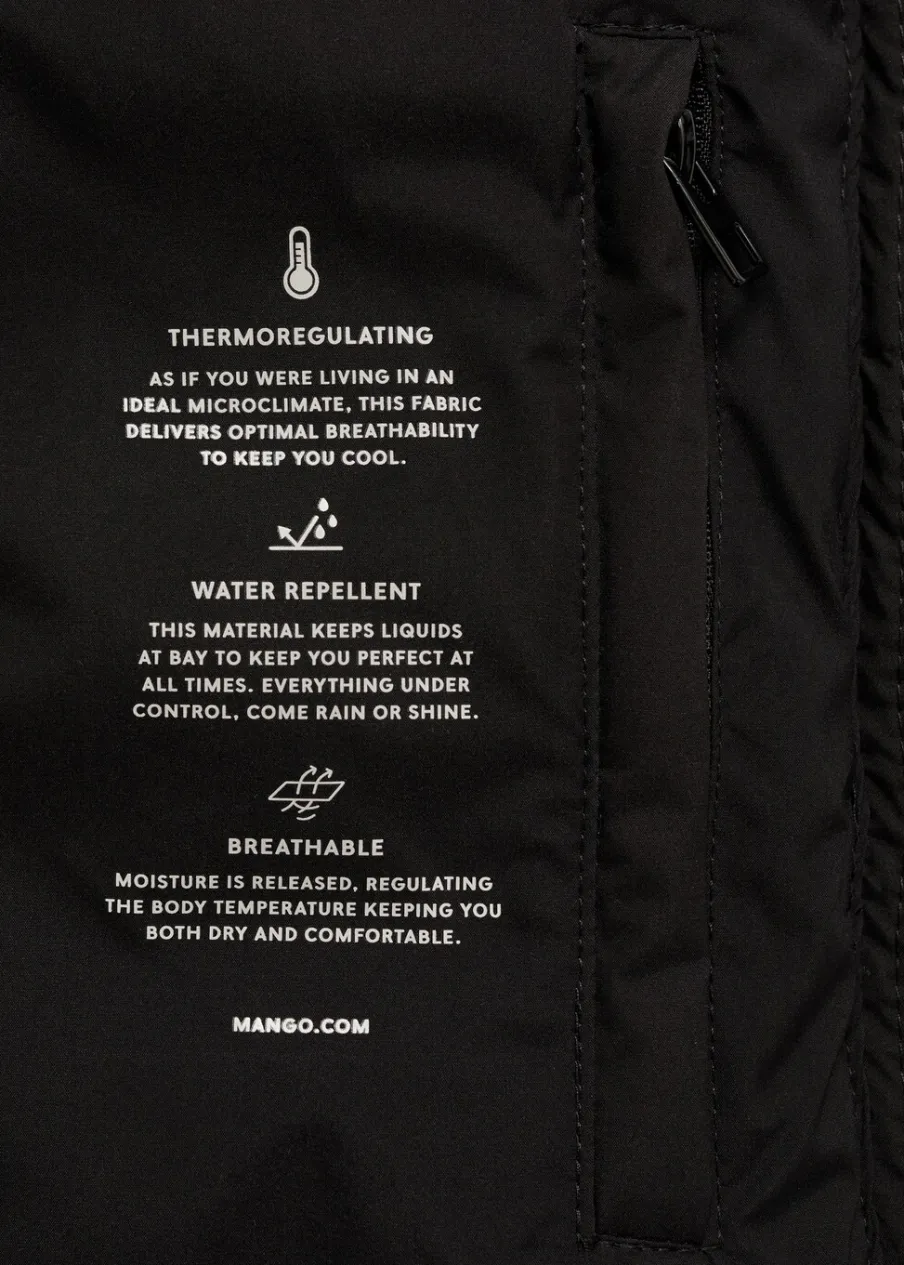 THERMOREGULATING
AS IF YOU WERE LIVING IN AN
IDEAL MICROCLIMATE, THIS FABRIC
DELIVERS OPTIMAL BREATHABILITY
TO KEEP YOU COOL.
WATER REPELLENT
THIS MATERIAL KEEPS LIQUIDS
AT BAY TO KEEP YOU PERFECT AT
ALL TIMES. EVERYTHING UNDER
CONTROL, COME RAIN OR SHINE.
BREATHABLE
MOISTURE IS RELEASED, REGULATING
THE BODY TEMPERATURE KEEPING YOU
BOTH DRY AND COMFORTABLE.
MANGO.COM